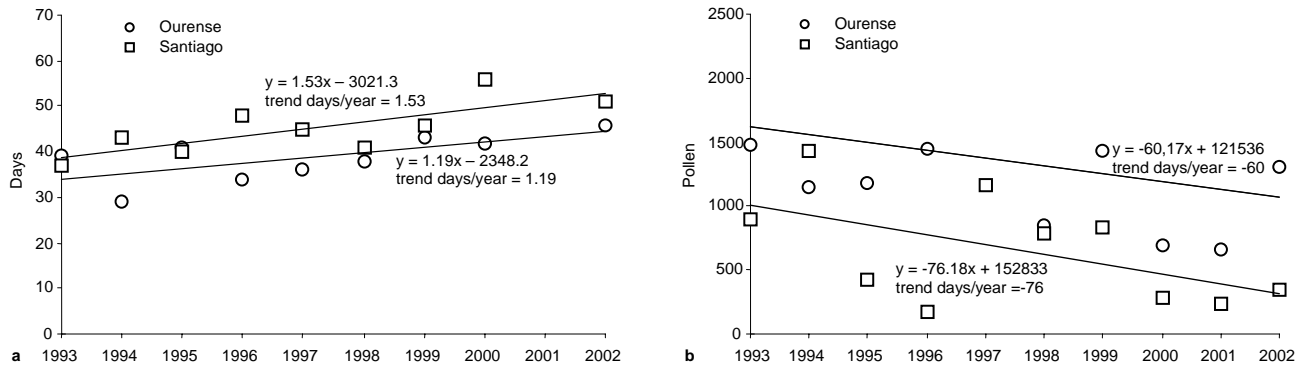 70
60
50
40
30
20
10
0
Days
Ourense
Santiago
y = 1.53x – 3021.3
trend days/year = 1.53
y = 1.19x – 2348.2
trend days/year = 1.19
a
1993 1994 1995 1996 1997 1998 1999 2000 2001 2002
2500
2000
1500
1000
500
0
Pollen
Ourense
Santiago
y = -60,17x + 121536
trend days/year = -60
y = -76.18x + 152833
trend days/year =-76
b
1993 1994 1995 1996 1997 1998 1999 2000 2001 2002